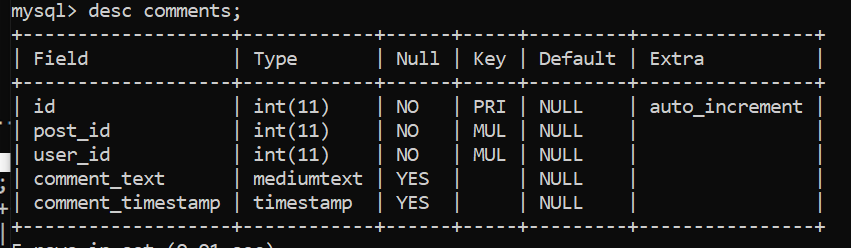 mysql> desc comments;
+-------------------+------------+------+-----+---------+----------------+
| Field             | Type       | Null | Key | Default | Extra          |
+-------------------+------------+------+-----+---------+----------------+
| id                | int(11)    | NO   | PRI | NULL    | auto_increment |
| post_id           | int(11)    | NO   | MUL | NULL    |                |
| user_id           | int(11)    | NO   | MUL | NULL    |                |
| comment_text      | mediumtext | YES  |     | NULL    |                |
| comment_timestamp | timestamp  | YES  |     | NULL    |                |
+-------------------+------------+------+-----+---------+----------------+